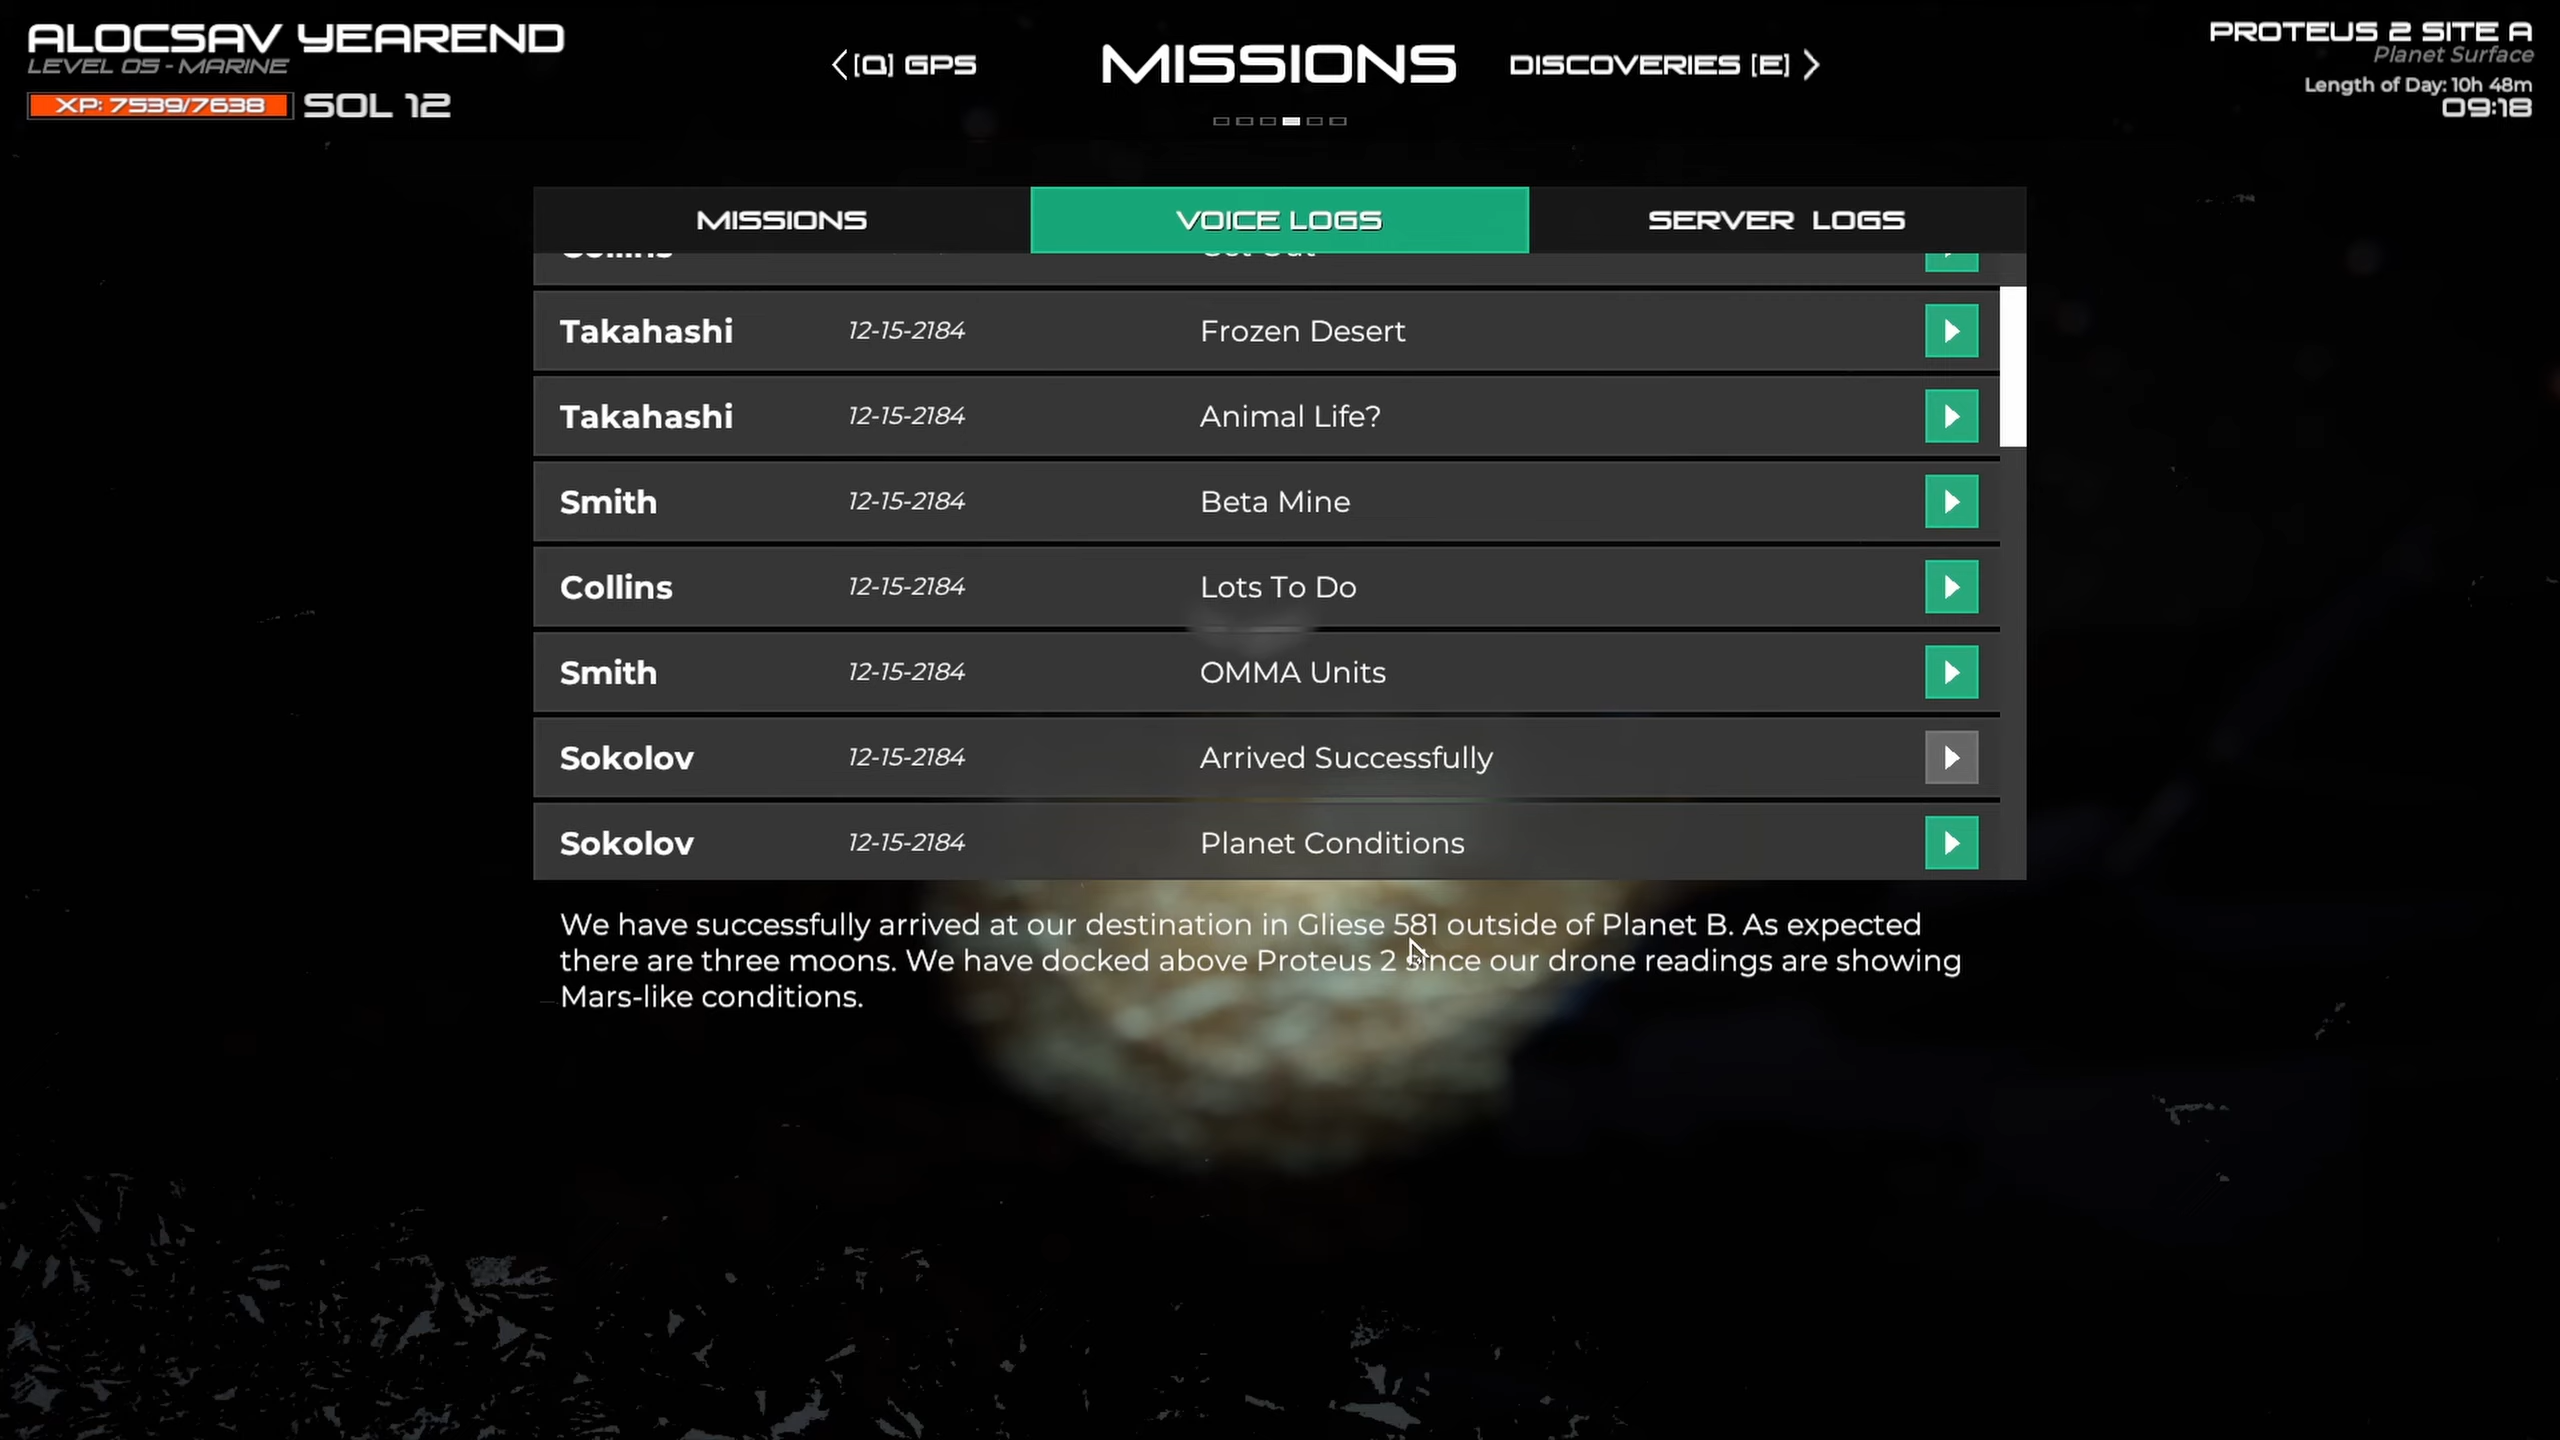 ALOCSAV YEAREND
LEVEL 05 - MARINE
XP: 7539/7638 SOL 12
[Q] GPS
MISSIONS
DISCOVERIES [E]
PROTEUS 2 SITE A
Planet Surface
Length of Day: 10h 48m
09:18
MISSIONS VOICE LOGS SERVER LOGS
Collins
Takahashi 12-15-2184 Frozen Desert
Takahashi 12-15-2184 Animal Life?
Smith 12-15-2184 Beta Mine
Collins 12-15-2184 Lots To Do
Smith 12-15-2184 OMMA Units
Sokolov 12-15-2184 Arrived Successfully
Sokolov 12-15-2184 Planet Conditions
We have successfully arrived at our destination in Gliese 581 outside of Planet B. As expected
there are three moons. We have docked above Proteus 2 since our drone readings are showing
Mars-like conditions.